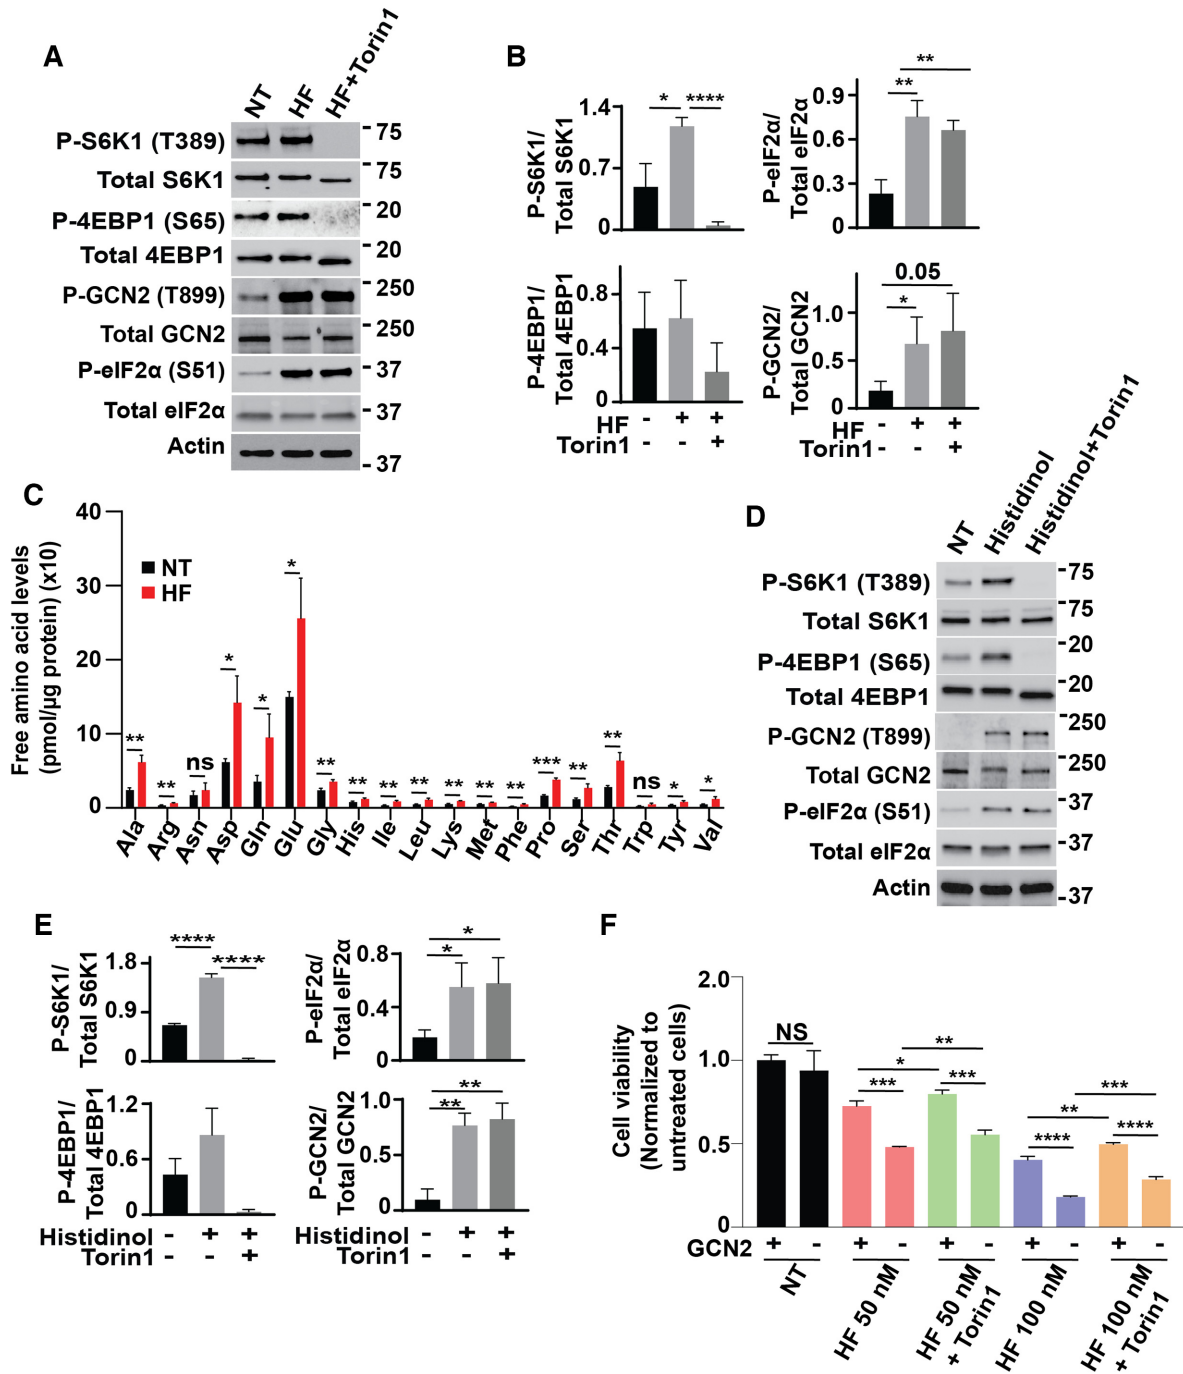 A
NT
HF
HF+Torin1
P-S6K1 (T389)
- 75
Total S6K1
- 75
P-4EBP1 (S65)
- 20
Total 4EBP1
- 20
P-GCN2 (T899)
- 250
Total GCN2
- 250
P-eIF2α (S51)
- 37
Total eIF2α
- 37
Actin
- 37
B
P-S6K1/
Total S6K1
1.4
0.7
0
*
****
P-eIF2α/
Total eIF2α
0.9
0.6
0.3
0
**
**
P-4EBP1/
Total 4EBP1
0.8
0.4
0
HF - + +
Torin1 - - +
P-GCN2/
Total GCN2
1.0
0.5
0
0.05
*
HF - + +
Torin1 - - +
C
Free amino acid levels
(pmol/µg protein) (x10)
40
30
20
10
0
NT
HF
** ** ns * * * ** ** ** ** ** ** ** *** ** ** ns * *
Ala Arg Asn Asp Gln Glu Gly His Ile Leu Lys Met Phe Pro Ser Thr Trp Tyr Val
D
NT
Histidinol
Histidinol+Torin1
P-S6K1 (T389)
-75
Total S6K1
-75
P-4EBP1 (S65)
-20
Total 4EBP1
-20
P-GCN2 (T899)
-250
Total GCN2
-250
P-eIF2α (S51)
-37
Total eIF2α
-37
Actin
-37
E
P-S6K1/
Total S6K1
1.8
0.9
0
****
****
P-eIF2α/
Total eIF2α
0.8
0.4
0
*
*
P-4EBP1/
Total 4EBP1
1.2
0.6
0
Histidinol - + +
Torin1 - - +
P-GCN2/
Total GCN2
1.0
0.5
0
**
**
Histidinol - + +
Torin1 - - +
F
Cell viability
(Normalized to
untreated cells)
2.0
1.0
0.5
0
NS
*
***
**
***
**
****
***
****
GCN2 + - + - + - + - + -
NT
HF 50 nM
HF 50 nM
+ Torin1
HF 100 nM
HF 100 nM
+ Torin1